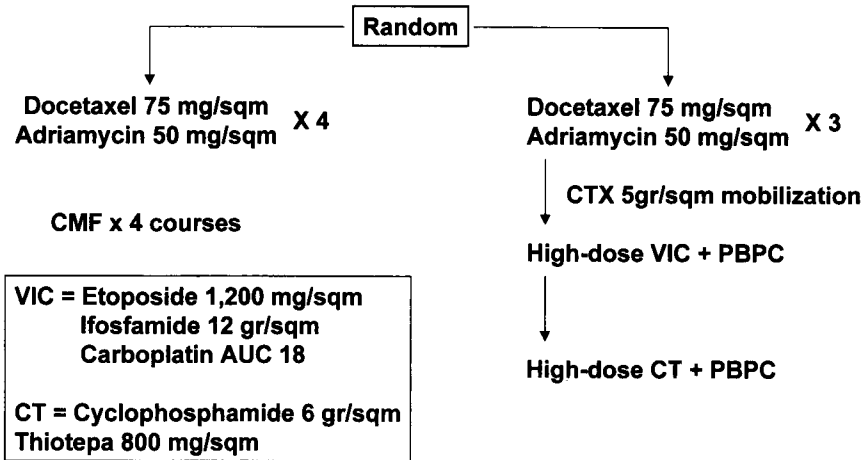 Random
Docetaxel 75 mg/sqm
Adriamycin 50 mg/sqm
X 4
CMF x 4 courses
Docetaxel 75 mg/sqm
Adriamycin 50 mg/sqm
X 3
CTX 5gr/sqm mobilization
High-dose VIC + PBPC
High-dose CT + PBPC
VIC = Etoposide 1,200 mg/sqm
Ifosfamide 12 gr/sqm
Carboplatin AUC 18
CT = Cyclophosphamide 6 gr/sqm
Thiotepa 800 mg/sqm